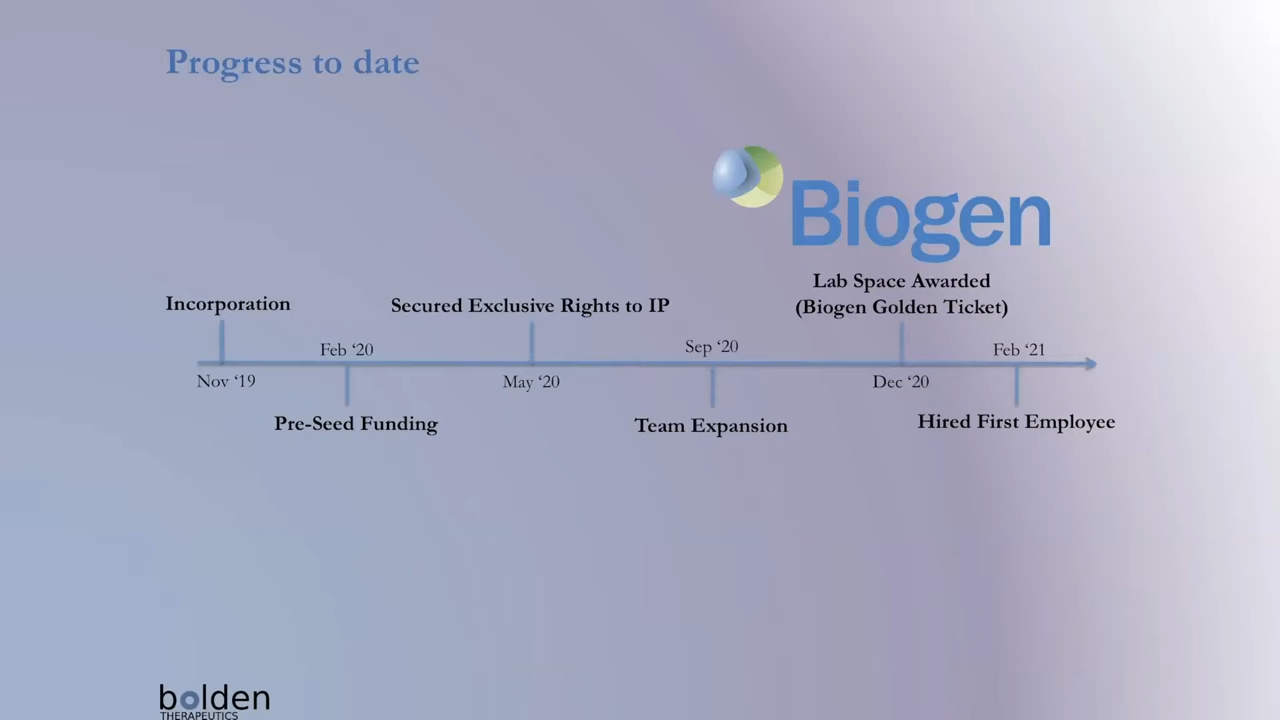 Progress to date
Biogen
Lab Space Awarded
(Biogen Golden Ticket)
Incorporation
Secured Exclusive Rights to IP
Feb ‘20
Sep ‘20
Feb ‘21
Nov ‘19
May ‘20
Dec ‘20
Pre-Seed Funding
Team Expansion
Hired First Employee
bolden
THERAPEUTICS